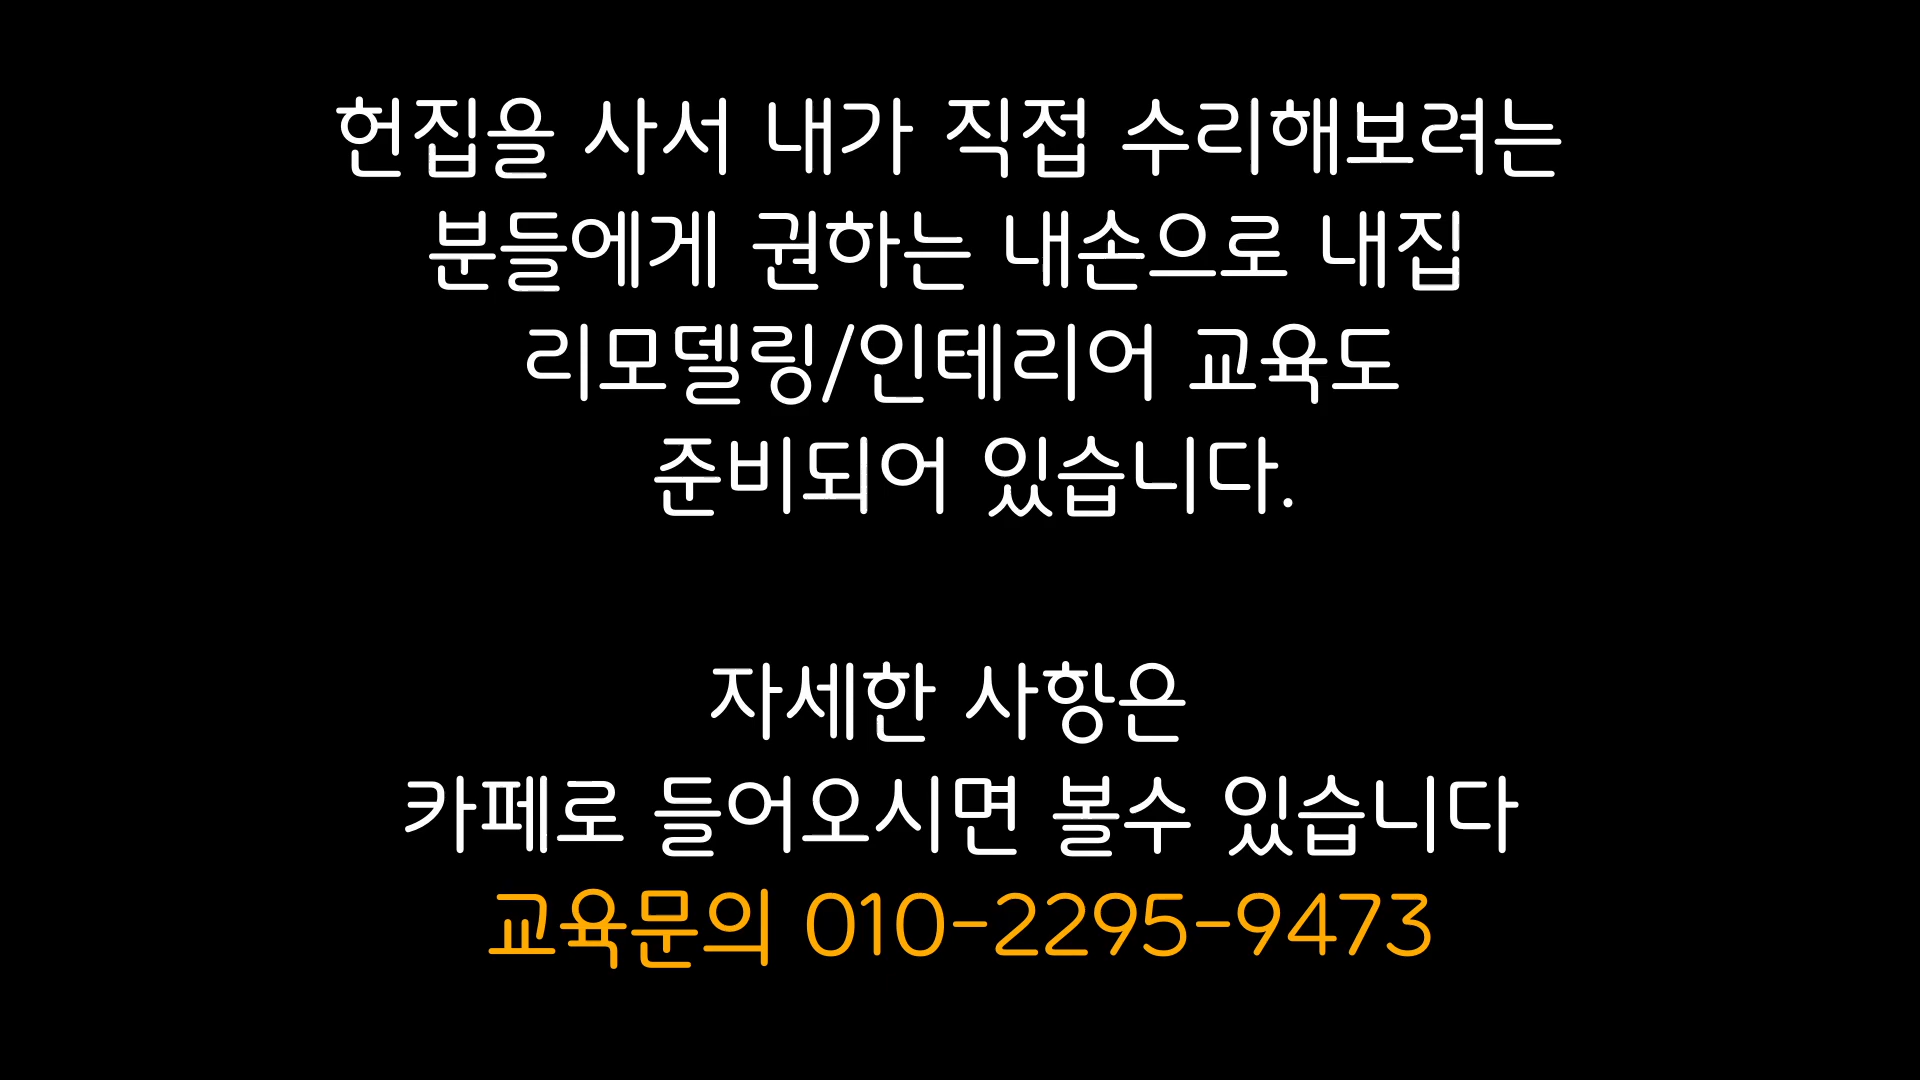 헌집을 사서 내가 직접 수리해보려는
분들에게 권하는 내손으로 내집
리모델링/인테리어 교육도
준비되어 있습니다.
자세한 사항은
카페로 들어오시면 볼수 있습니다
교육문의 010-2295-9473